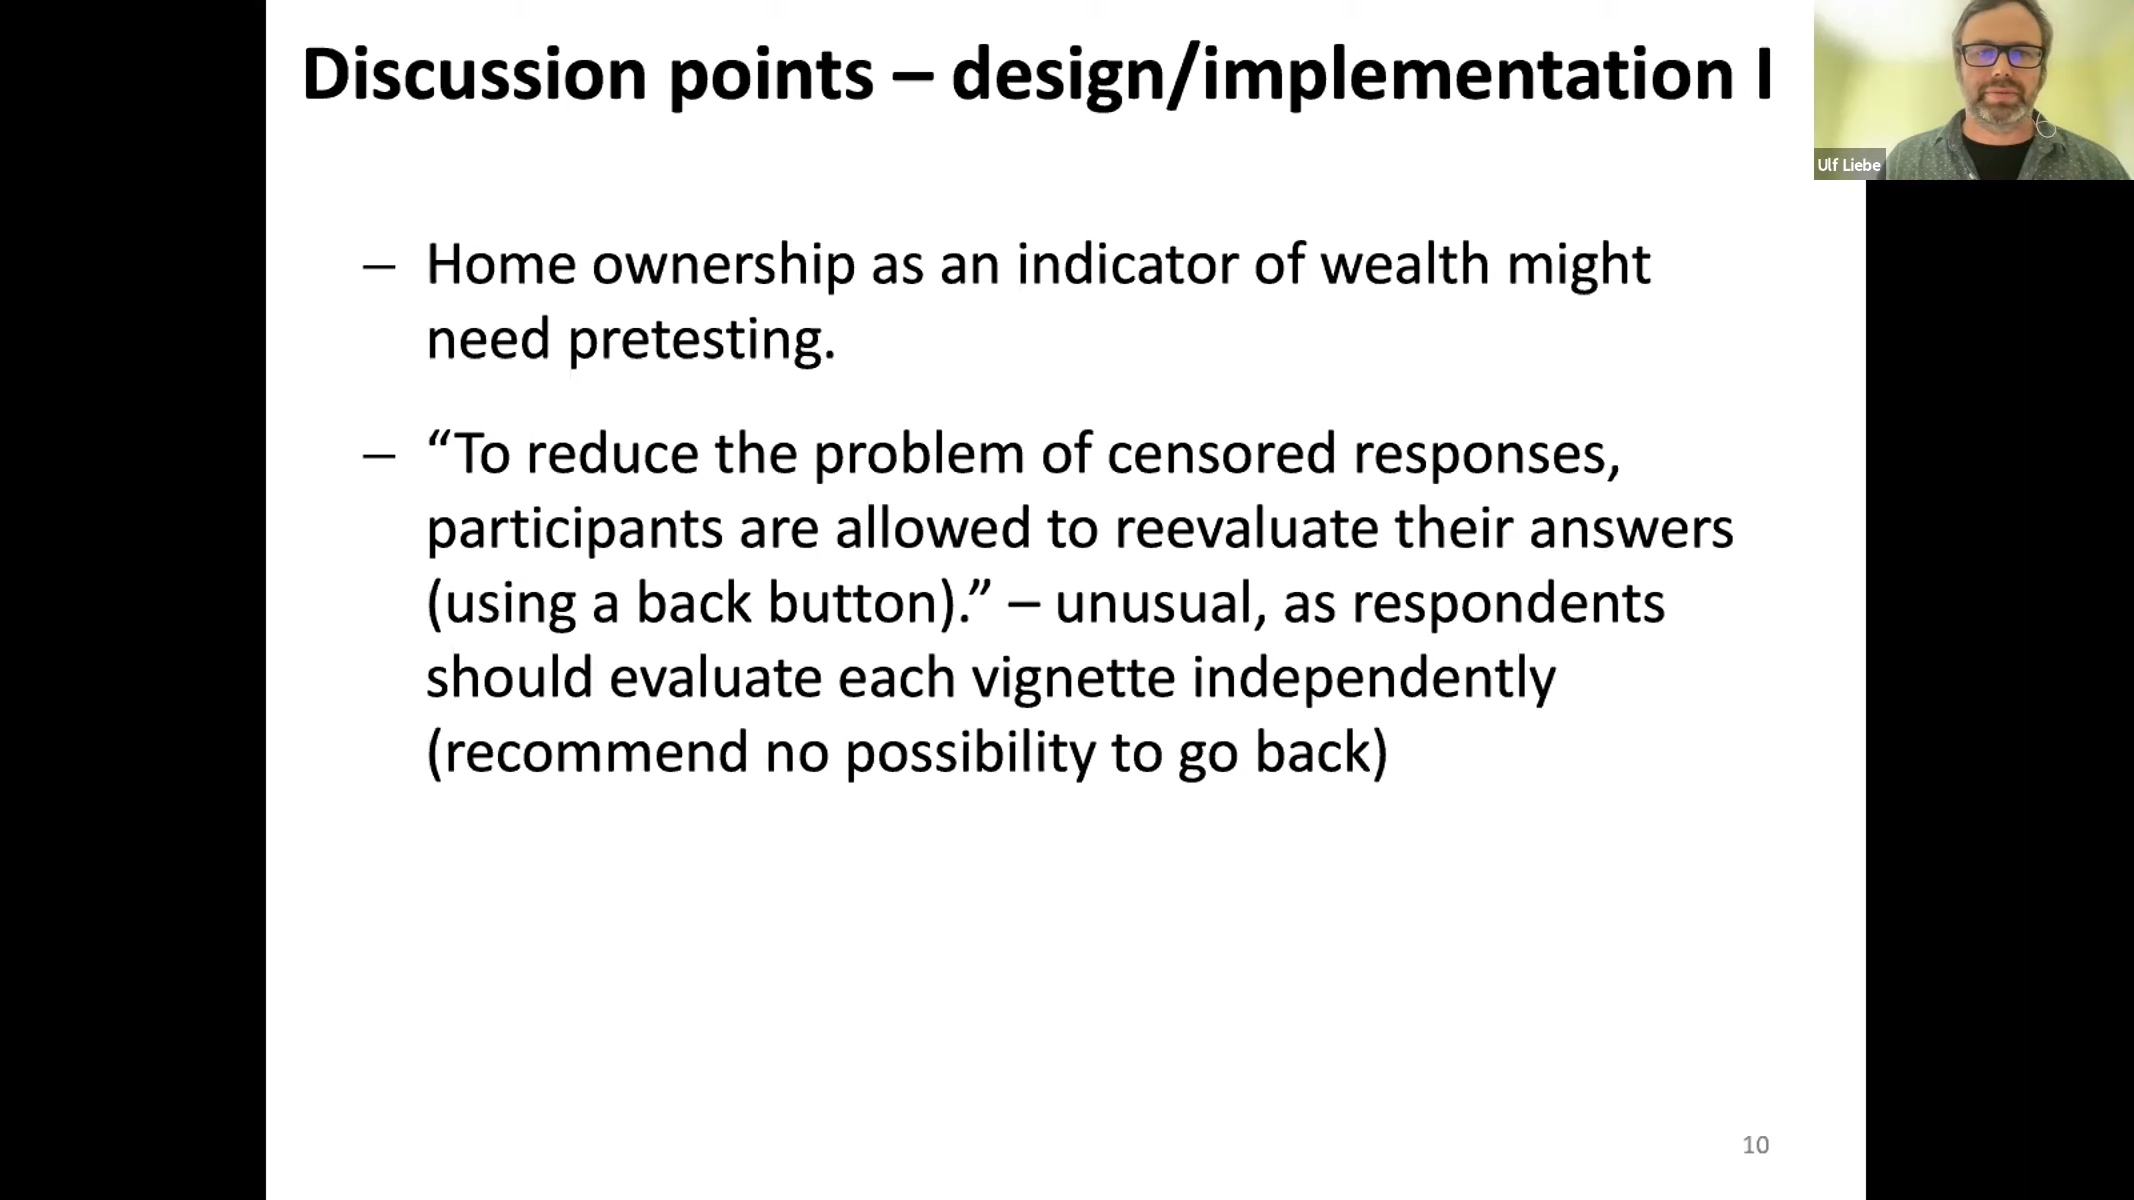 Discussion points – design/implementation I
Ulf Liebe
– Home ownership as an indicator of wealth might
need pretesting.
– “To reduce the problem of censored responses,
participants are allowed to reevaluate their answers
(using a back button).” – unusual, as respondents
should evaluate each vignette independently
(recommend no possibility to go back)
10